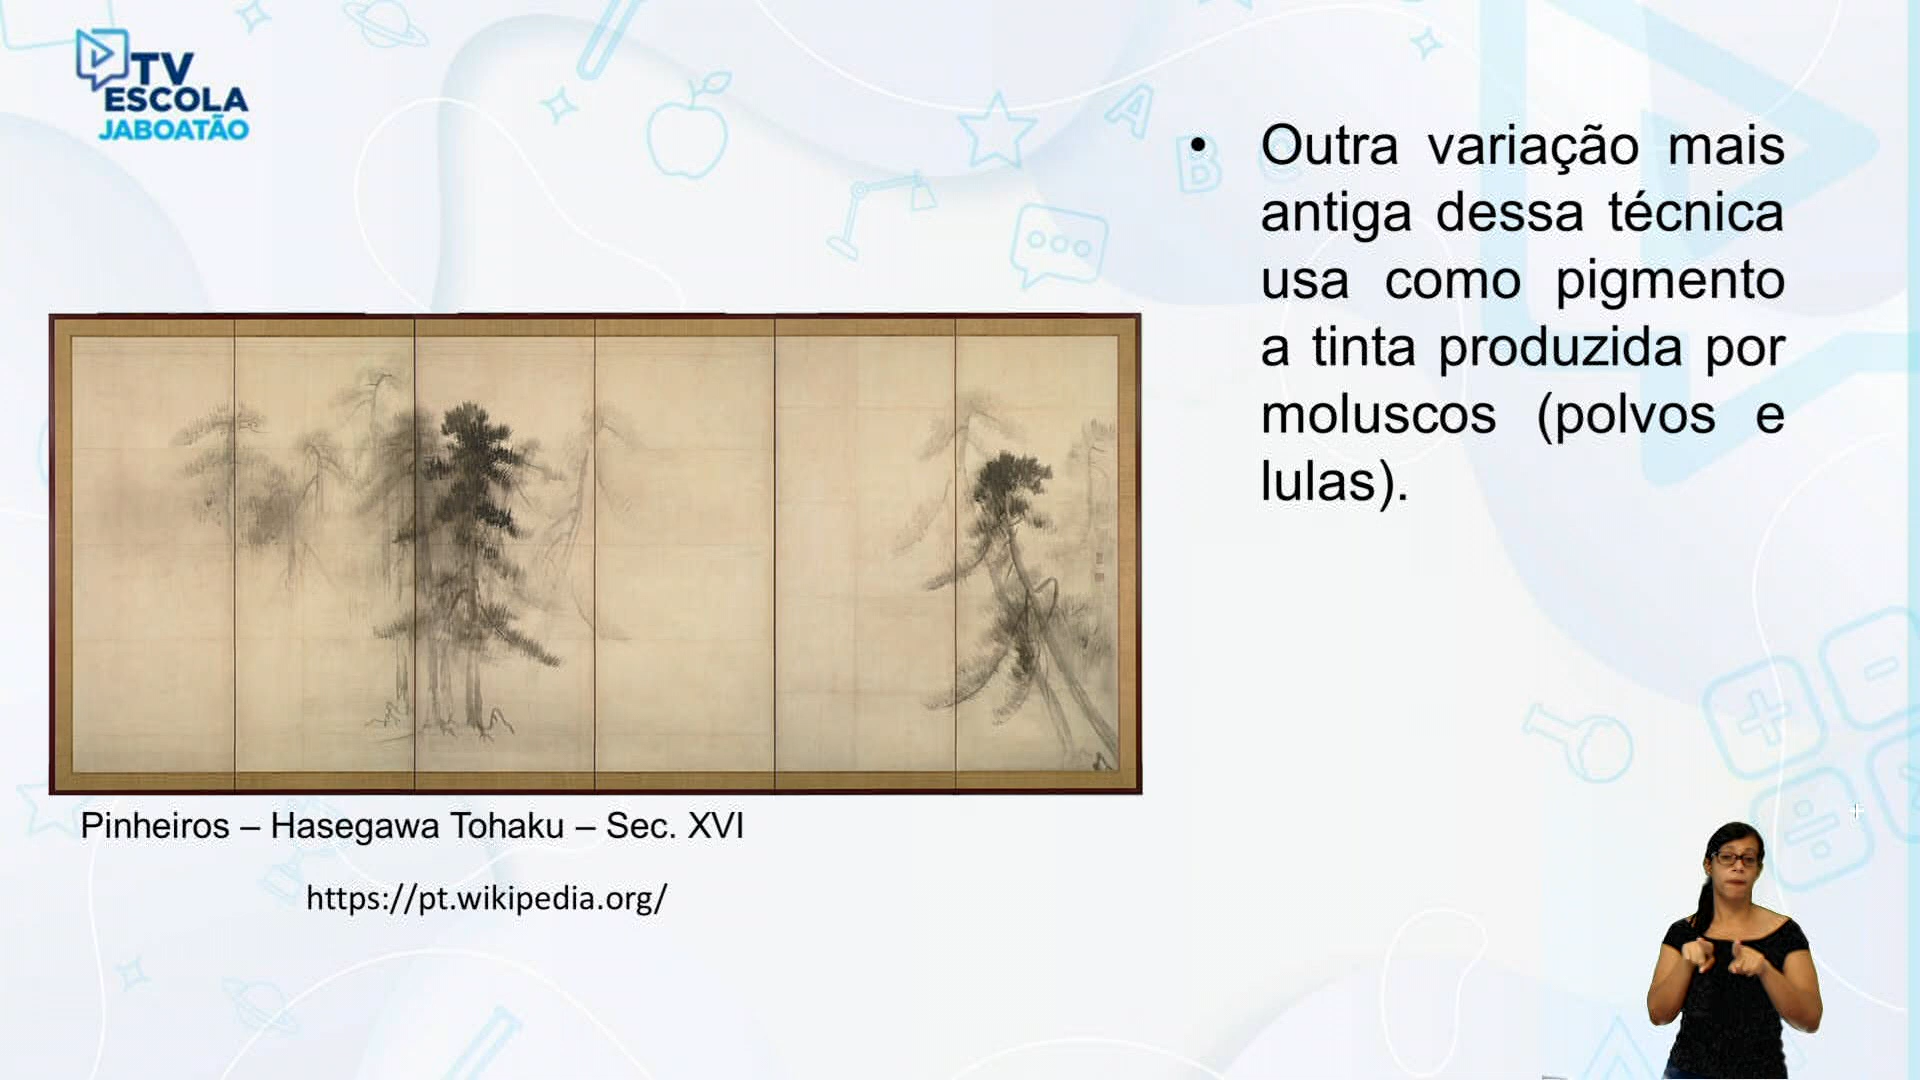 TV
ESCOLA
JABOATÃO
• Outra variação mais
antiga dessa técnica
usa como pigmento
a tinta produzida por
moluscos (polvos e
lulas).
Pinheiros – Hasegawa Tohaku – Sec. XVI
https://pt.wikipedia.org/
A
B
C